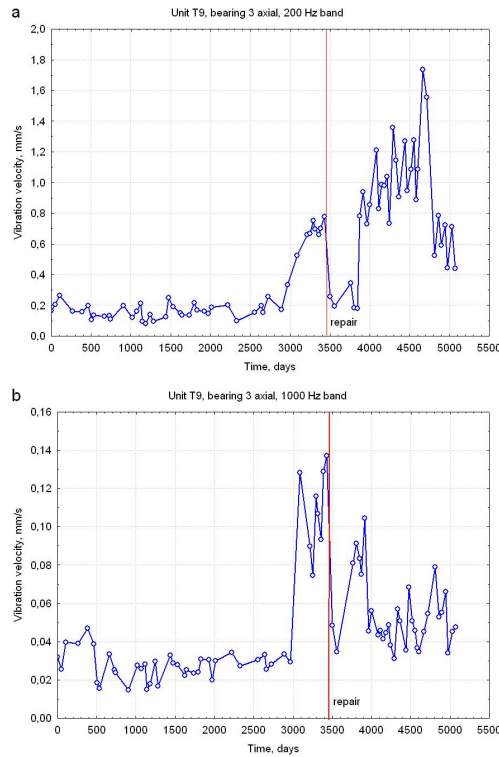 a
Unit T9, bearing 3 axial, 200 Hz band
2,0
1,8
1,6
1,4
1,2
1,0
0,8
0,6
0,4
0,2
0,0
Vibration velocity, mm/s
repair
0 500 1000 1500 2000 2500 3000 3500 4000 4500 5000 5500
Time, days
b
Unit T9, bearing 3 axial, 1000 Hz band
0,16
0,14
0,12
0,10
0,08
0,06
0,04
0,02
0,00
Vibration velocity, mm/s
repair
0 500 1000 1500 2000 2500 3000 3500 4000 4500 5000 5500
Time, days